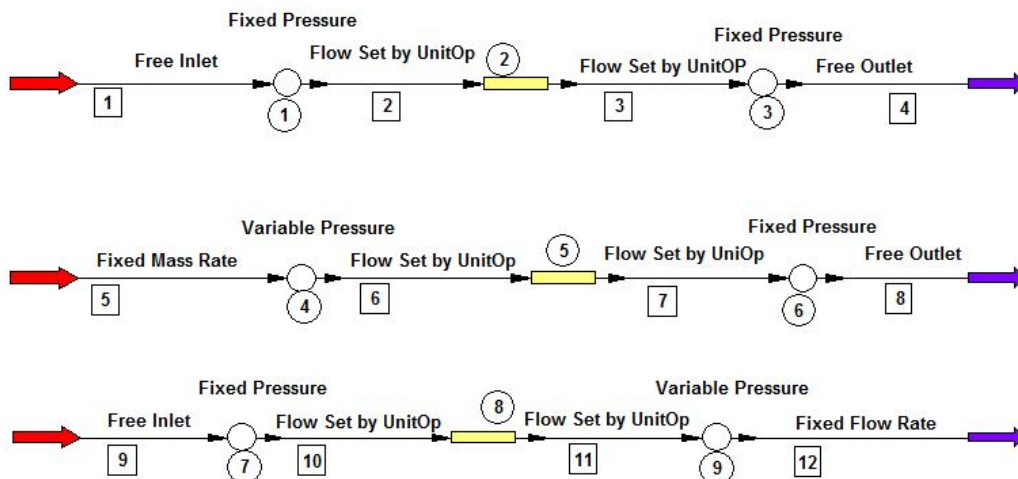 Fixed Pressure
Fixed Pressure
Free Inlet
Flow Set by UnitOp
2
Flow Set by UnitOP
Free Outlet
1
1
2
3
3
4
Variable Pressure
Fixed Pressure
Fixed Mass Rate
Flow Set by UnitOp
5
Flow Set by UniOp
Free Outlet
5
4
6
7
6
8
Fixed Pressure
Variable Pressure
Free Inlet
Flow Set by UnitOp
8
Flow Set by UnitOp
Fixed Flow Rate
9
7
10
11
9
12